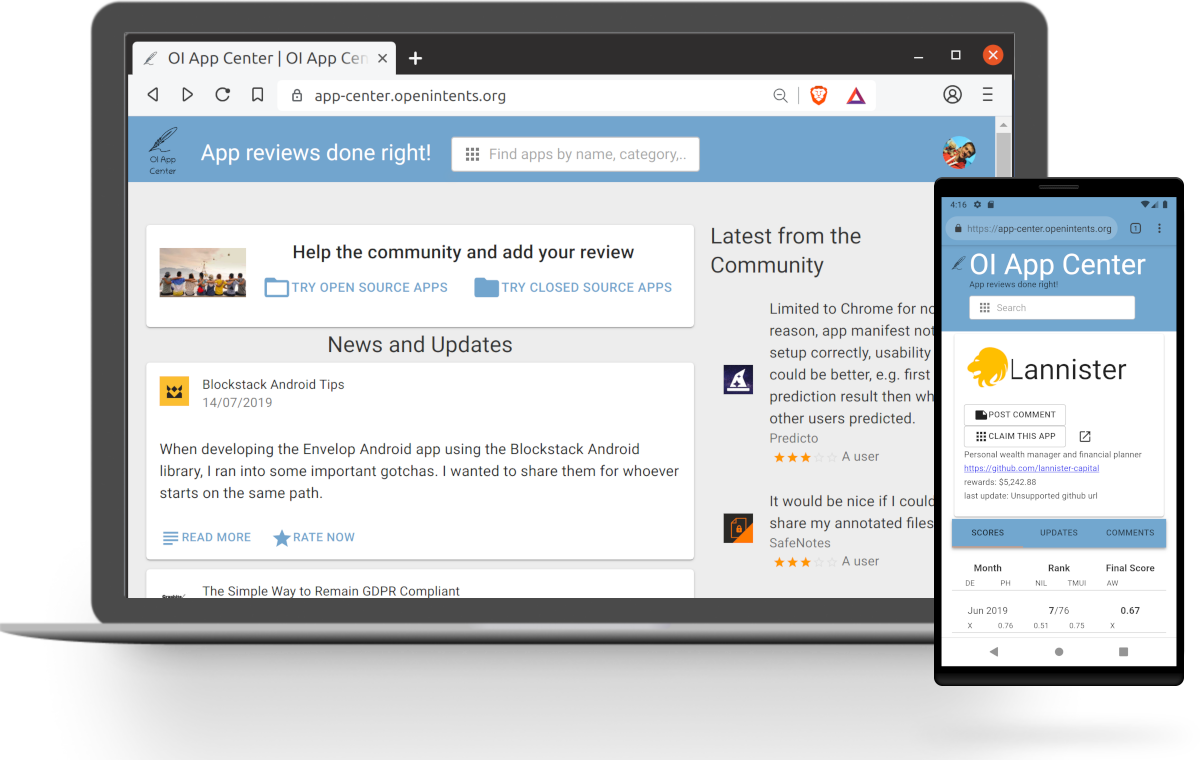 OI App Center | OI App Cen
app-center.openintents.org
OI App
Center
App reviews done right!
Find apps by name, category,..
Help the community and add your review
TRY OPEN SOURCE APPS
TRY CLOSED SOURCE APPS
News and Updates
Blockstack Android Tips
14/07/2019
When developing the Envelop Android app using the Blockstack Android
library, I ran into some important gotchas. I wanted to share them for whoever
starts on the same path.
READ MORE
RATE NOW
The Simple Way to Remain GDPR Compliant
Latest from the
Community
Limited to Chrome for no
reason, app manifest not
setup correctly, usability
could be better, e.g. first
prediction result then wh
other users predicted.
Predicto
A user
It would be nice if I could
share my annotated files
SafeNotes
A user
4:16
https://app-center.openintents.org
1
OI App Center
App reviews done right!
Search
Lannister
POST COMMENT
CLAIM THIS APP
Personal wealth manager and financial planner
https://github.com/lannister-capital
rewards: $5,242.88
last update: Unsupported github url
SCORES UPDATES COMMENTS
Month Rank Final Score
DE PH NIL TMUI AW
Jun 2019 7/76 0.67
X 0.76 0.51 0.75 X